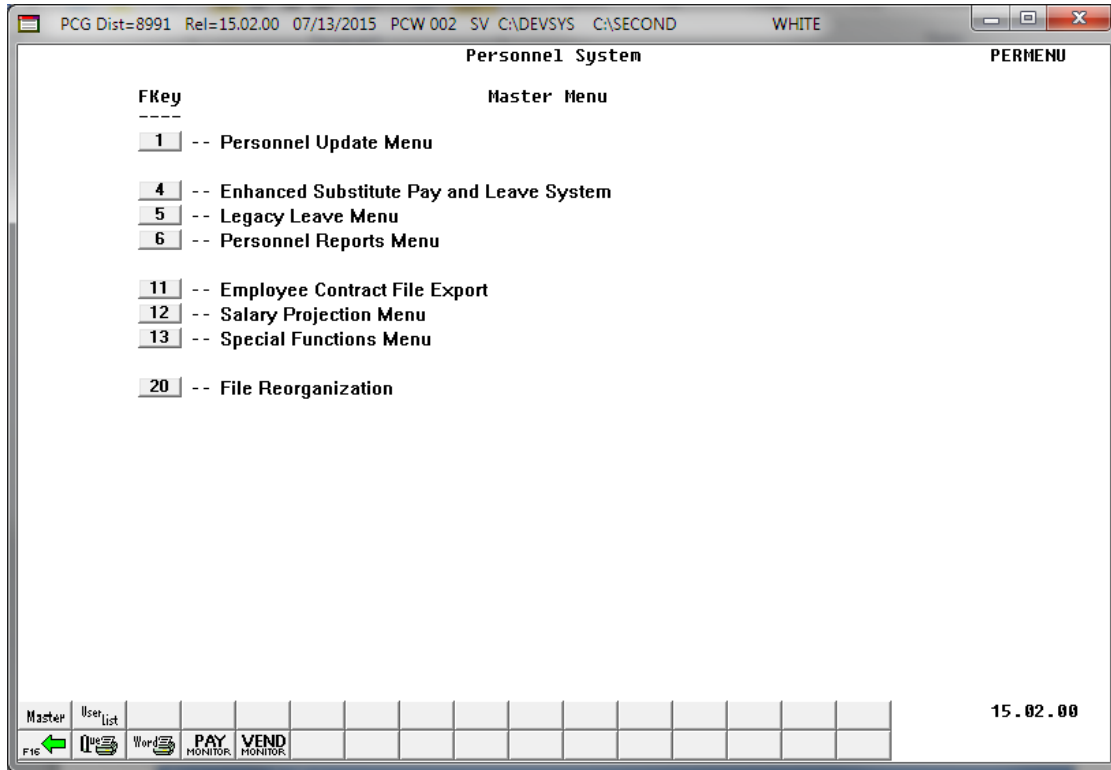 PCG Dist=8991 Rel=15.02.00 07/13/2015 PCW 002 SV C:\DEVSYS C:\SECOND WHITE
Personnel System PERMENU
FKey Master Menu
----
1 -- Personnel Update Menu
4 -- Enhanced Substitute Pay and Leave System
5 -- Legacy Leave Menu
6 -- Personnel Reports Menu
11 -- Employee Contract File Export
12 -- Salary Projection Menu
13 -- Special Functions Menu
20 -- File Reorganization
Master User List 15.02.00
F16 Que Word PAY MONITOR VEND MONITOR